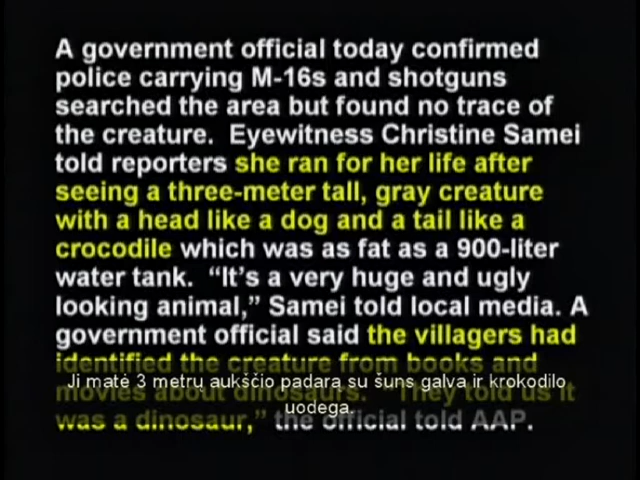 A government official today confirmed
police carrying M-16s and shotguns
searched the area but found no trace of
the creature.  Eyewitness Christine Samei
told reporters she ran for her life after
seeing a three-meter tall, gray creature
with a head like a dog and a tail like a
crocodile which was as fat as a 900-liter
water tank.  “It’s a very huge and ugly
looking animal,” Samei told local media. A
government official said the villagers had
identified the creature from books and
movies about dinosaurs.  “They told us it
was a dinosaur,” the official told AAP.
Ji matė 3 metrų aukščio padarą su šuns galva ir krokodilo
uodega.